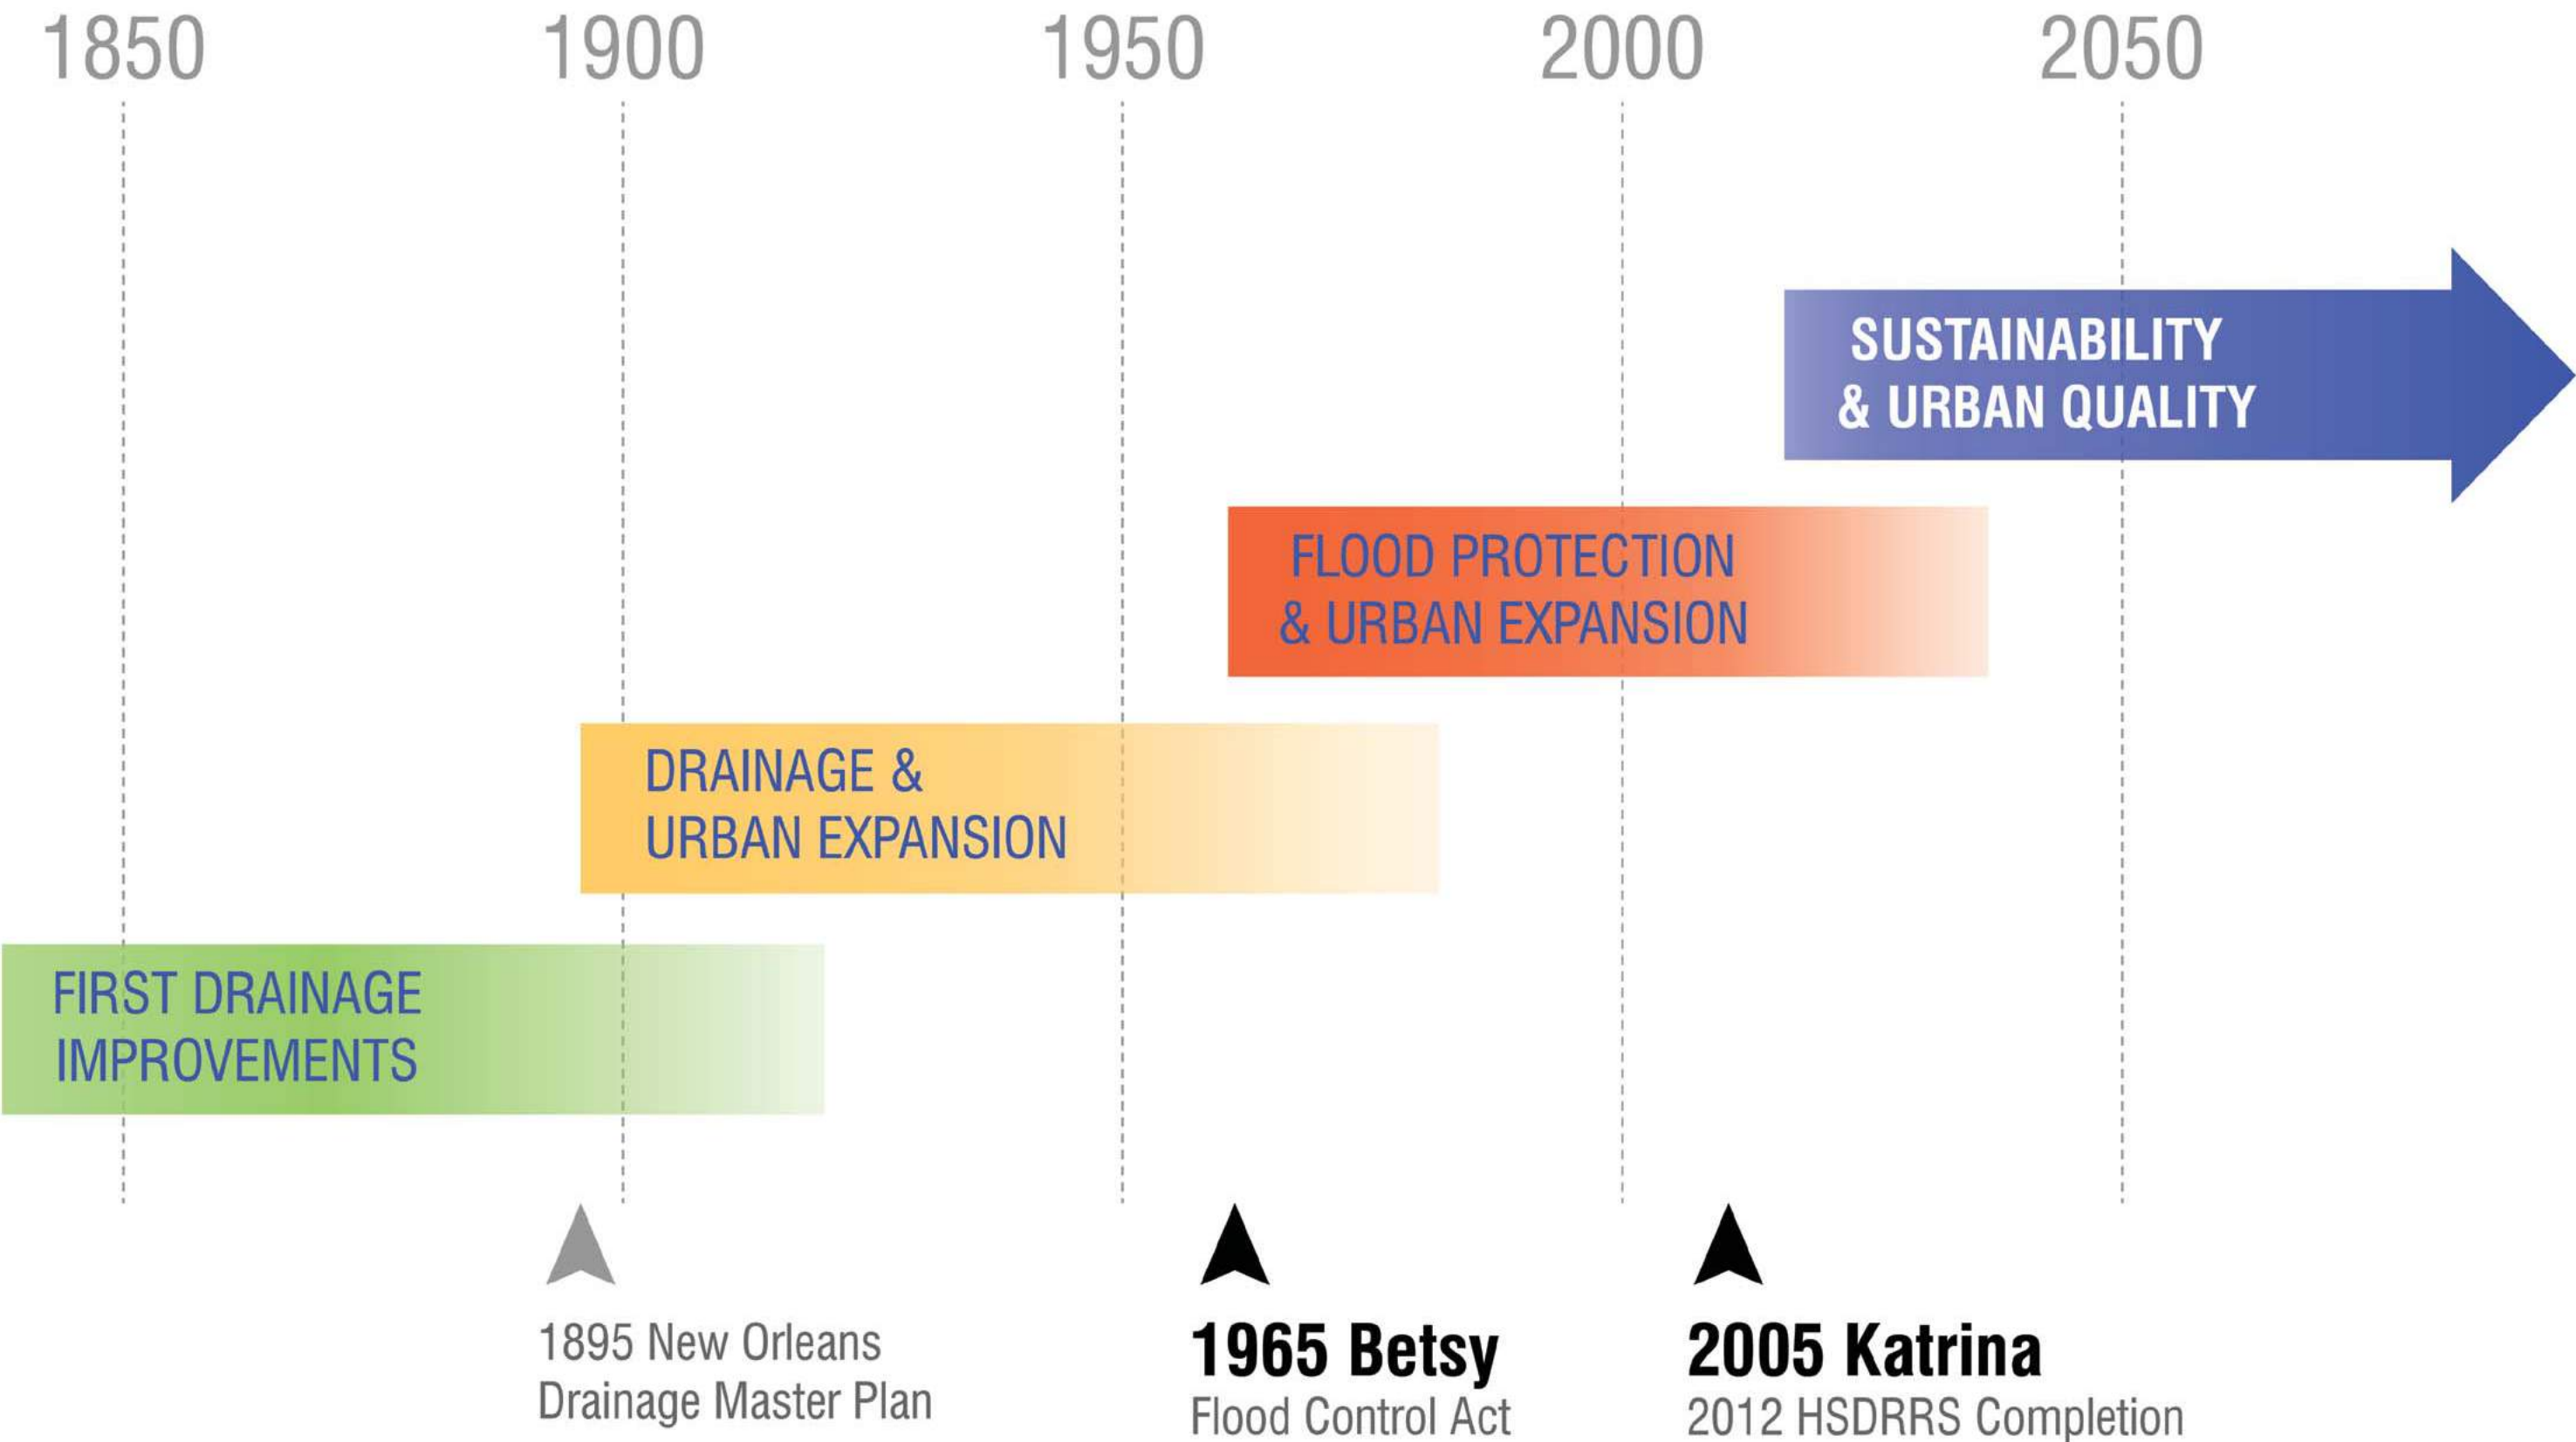 1850
1900
1950
2000
2050
SUSTAINABILITY
& URBAN QUALITY
FLOOD PROTECTION
& URBAN EXPANSION
DRAINAGE &
URBAN EXPANSION
FIRST DRAINAGE
IMPROVEMENTS
1895 New Orleans
Drainage Master Plan
1965 Betsy
Flood Control Act
2005 Katrina
2012 HSDRRS Completion